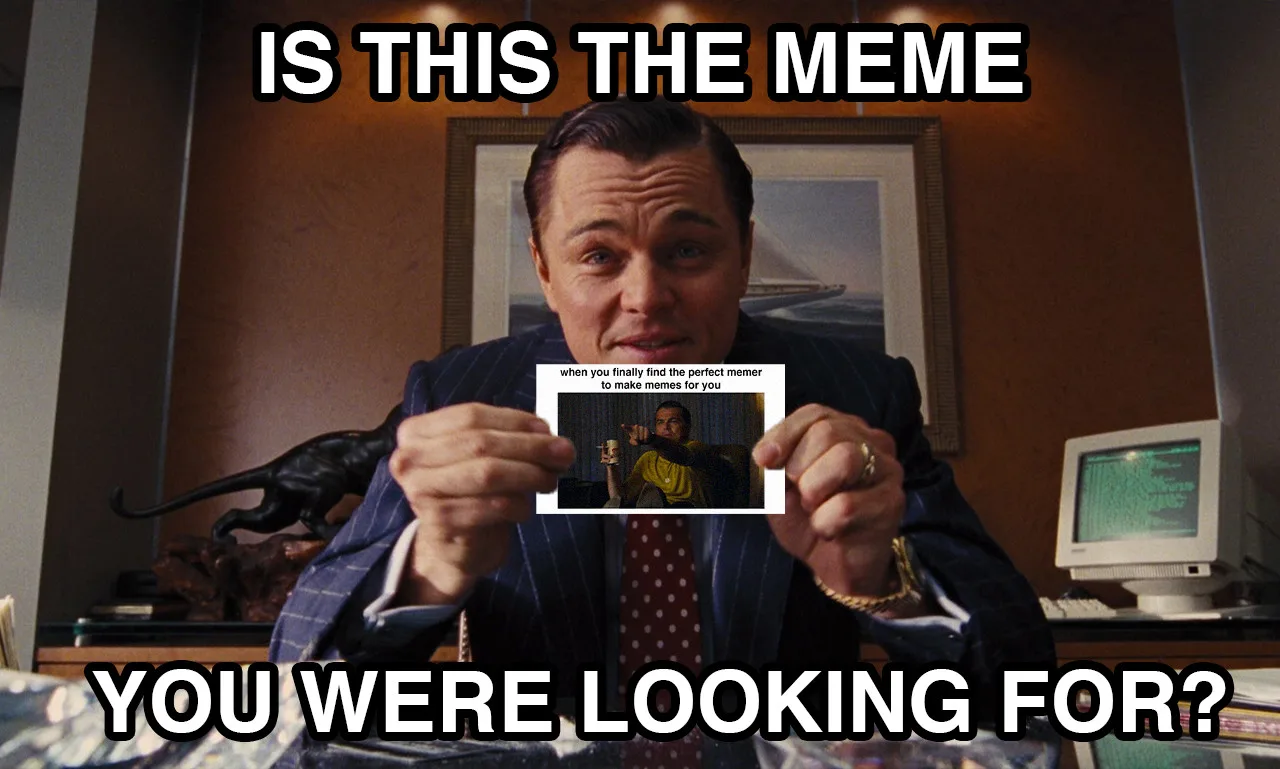 IS THIS THE MEME
when you finally find the perfect memer
to make memes for you
YOU WERE LOOKING FOR?